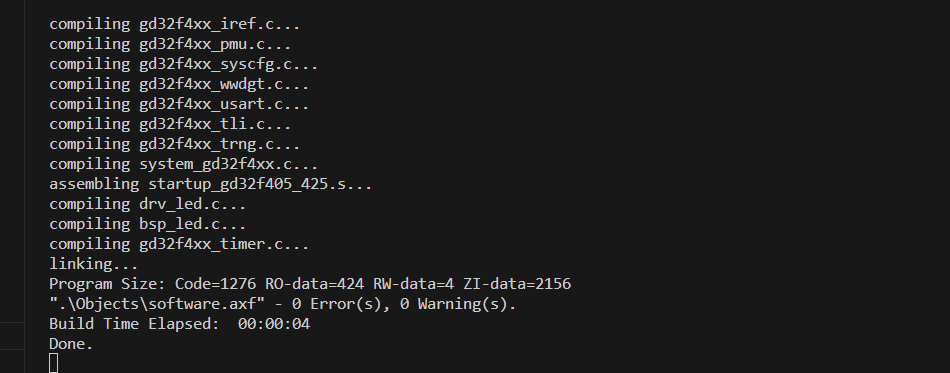 compiling gd32f4xx_iref.c...
compiling gd32f4xx_pmu.c...
compiling gd32f4xx_syscfg.c...
compiling gd32f4xx_wwdgt.c...
compiling gd32f4xx_usart.c...
compiling gd32f4xx_tli.c...
compiling gd32f4xx_trng.c...
compiling system_gd32f4xx.c...
assembling startup_gd32f405_425.s...
compiling drv_led.c...
compiling bsp_led.c...
compiling gd32f4xx_timer.c...
linking...
Program Size: Code=1276 RO-data=424 RW-data=4 ZI-data=2156
".\Objects\software.axf" - 0 Error(s), 0 Warning(s).
Build Time Elapsed:  00:00:04
Done.